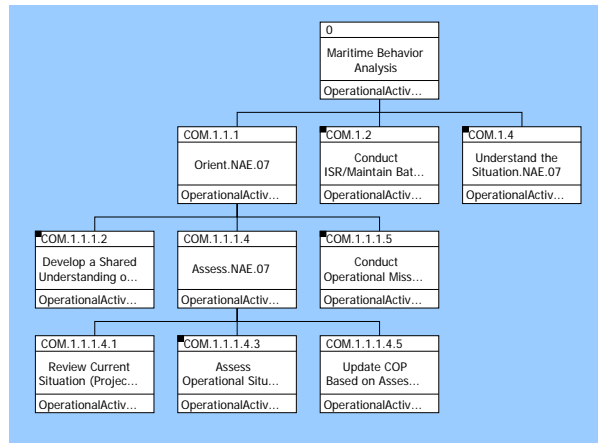 0
Maritime Behavior
Analysis
OperationalActiv...
COM.1.1.1
Orient.NAE.07
OperationalActiv...
COM.1.2
Conduct
ISR/Maintain Bat...
OperationalActiv...
COM.1.4
Understand the
Situation.NAE.07
OperationalActiv...
COM.1.1.1.2
Develop a Shared
Understanding o...
OperationalActiv...
COM.1.1.1.4
Assess.NAE.07
OperationalActiv...
COM.1.1.1.5
Conduct
Operational Miss...
OperationalActiv...
COM.1.1.1.4.1
Review Current
Situation (Projec...
OperationalActiv...
COM.1.1.1.4.3
Assess
Operational Situ...
OperationalActiv...
COM.1.1.1.4.5
Update COP
Based on Asses...
OperationalActiv...